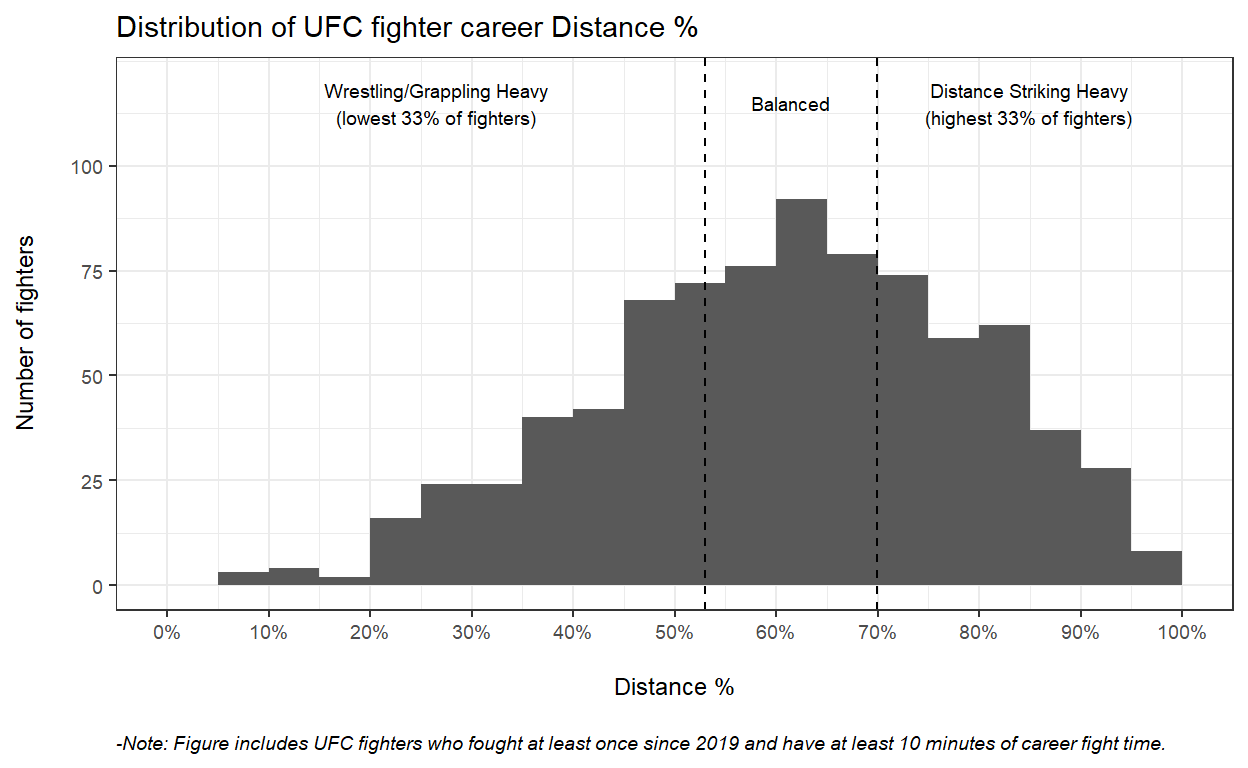 Distribution of UFC fighter career Distance %
Wrestling/Grappling Heavy
(lowest 33% of fighters)
Balanced
Distance Striking Heavy
(highest 33% of fighters)
Number of fighters
100
75
50
25
0
0% 10% 20% 30% 40% 50% 60% 70% 80% 90% 100%
Distance %
-Note: Figure includes UFC fighters who fought at least once since 2019 and have at least 10 minutes of career fight time.